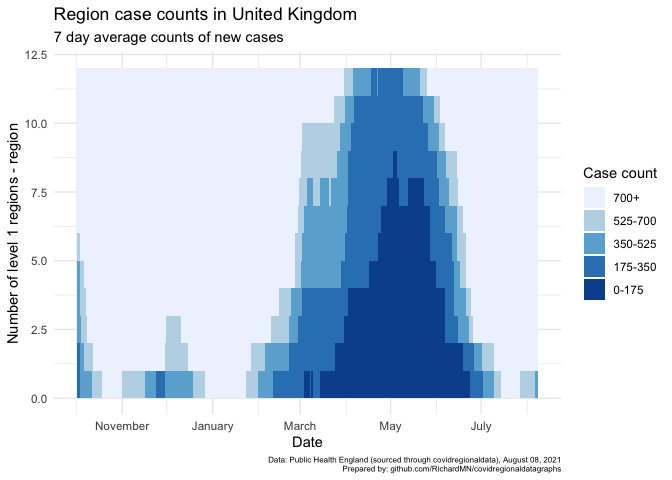 Region case counts in United Kingdom
7 day average counts of new cases
12.5
10.0
7.5
5.0
2.5
0.0
Number of level 1 regions - region
November January March May July
Date
Case count
700+
525-700
350-525
175-350
0-175
Data: Public Health England (sourced through covidregionaldata), August 08, 2021
Prepared by: github.com/RichardMN/covidregionaldatagraphs